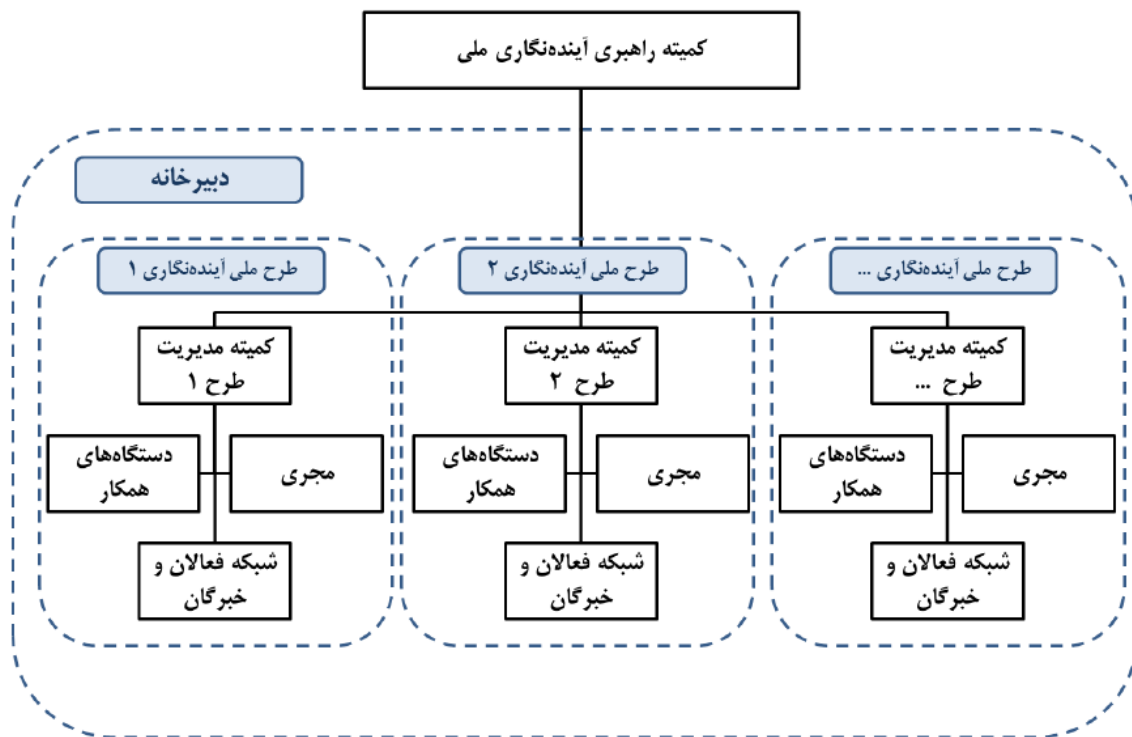 کمیته راهبری آینده‌نگاری ملی
دبیرخانه
طرح ملی آینده‌نگاری ۱
طرح ملی آینده‌نگاری ۲
طرح ملی آینده‌نگاری ...
کمیته مدیریت
طرح ۱
کمیته مدیریت
طرح ۲
کمیته مدیریت
طرح ...
دستگاه‌های
همکار
مجری
دستگاه‌های
همکار
مجری
دستگاه‌های
همکار
مجری
شبکه فعالان و
خبرگان
شبکه فعالان و
خبرگان
شبکه فعالان و
خبرگان